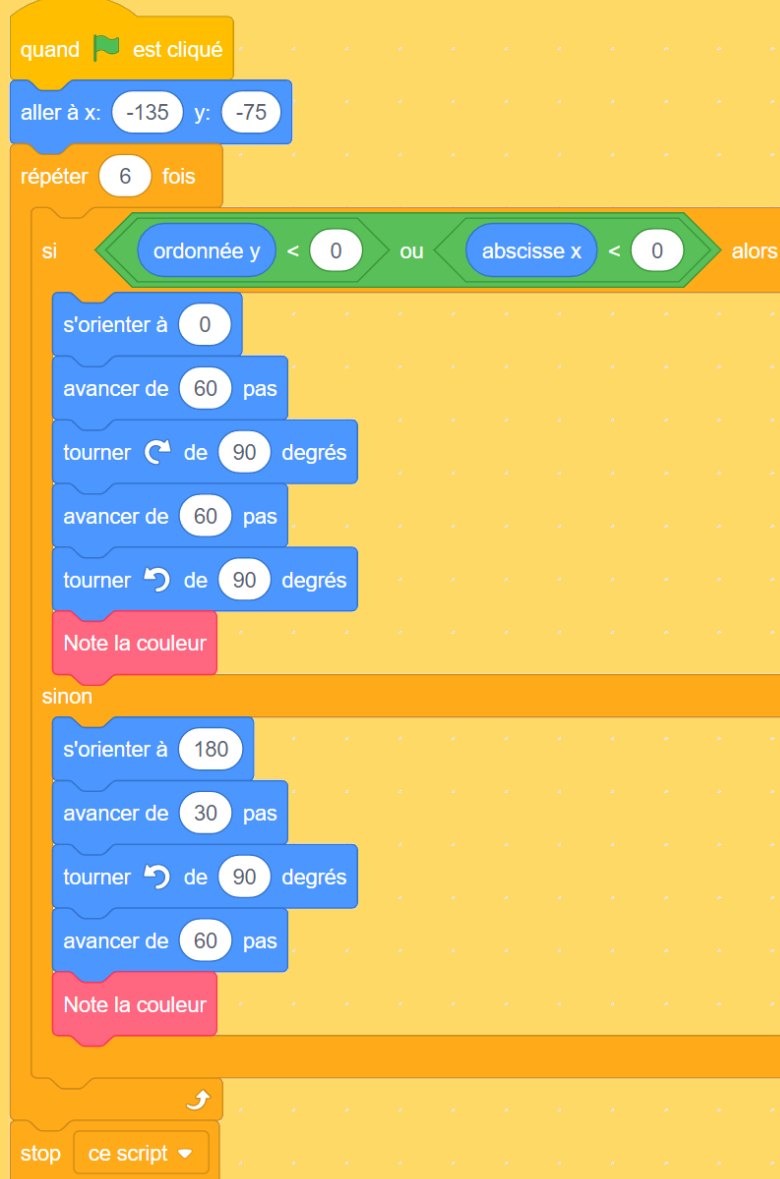 quand est cliqué
aller à x: -135 y: -75
répéter 6 fois
si ordonnée y < 0 ou abscisse x < 0 alors
s'orienter à 0
avancer de 60 pas
tourner de 90 degrés
avancer de 60 pas
tourner de 90 degrés
Note la couleur
sinon
s'orienter à 180
avancer de 30 pas
tourner de 90 degrés
avancer de 60 pas
Note la couleur
stop ce script